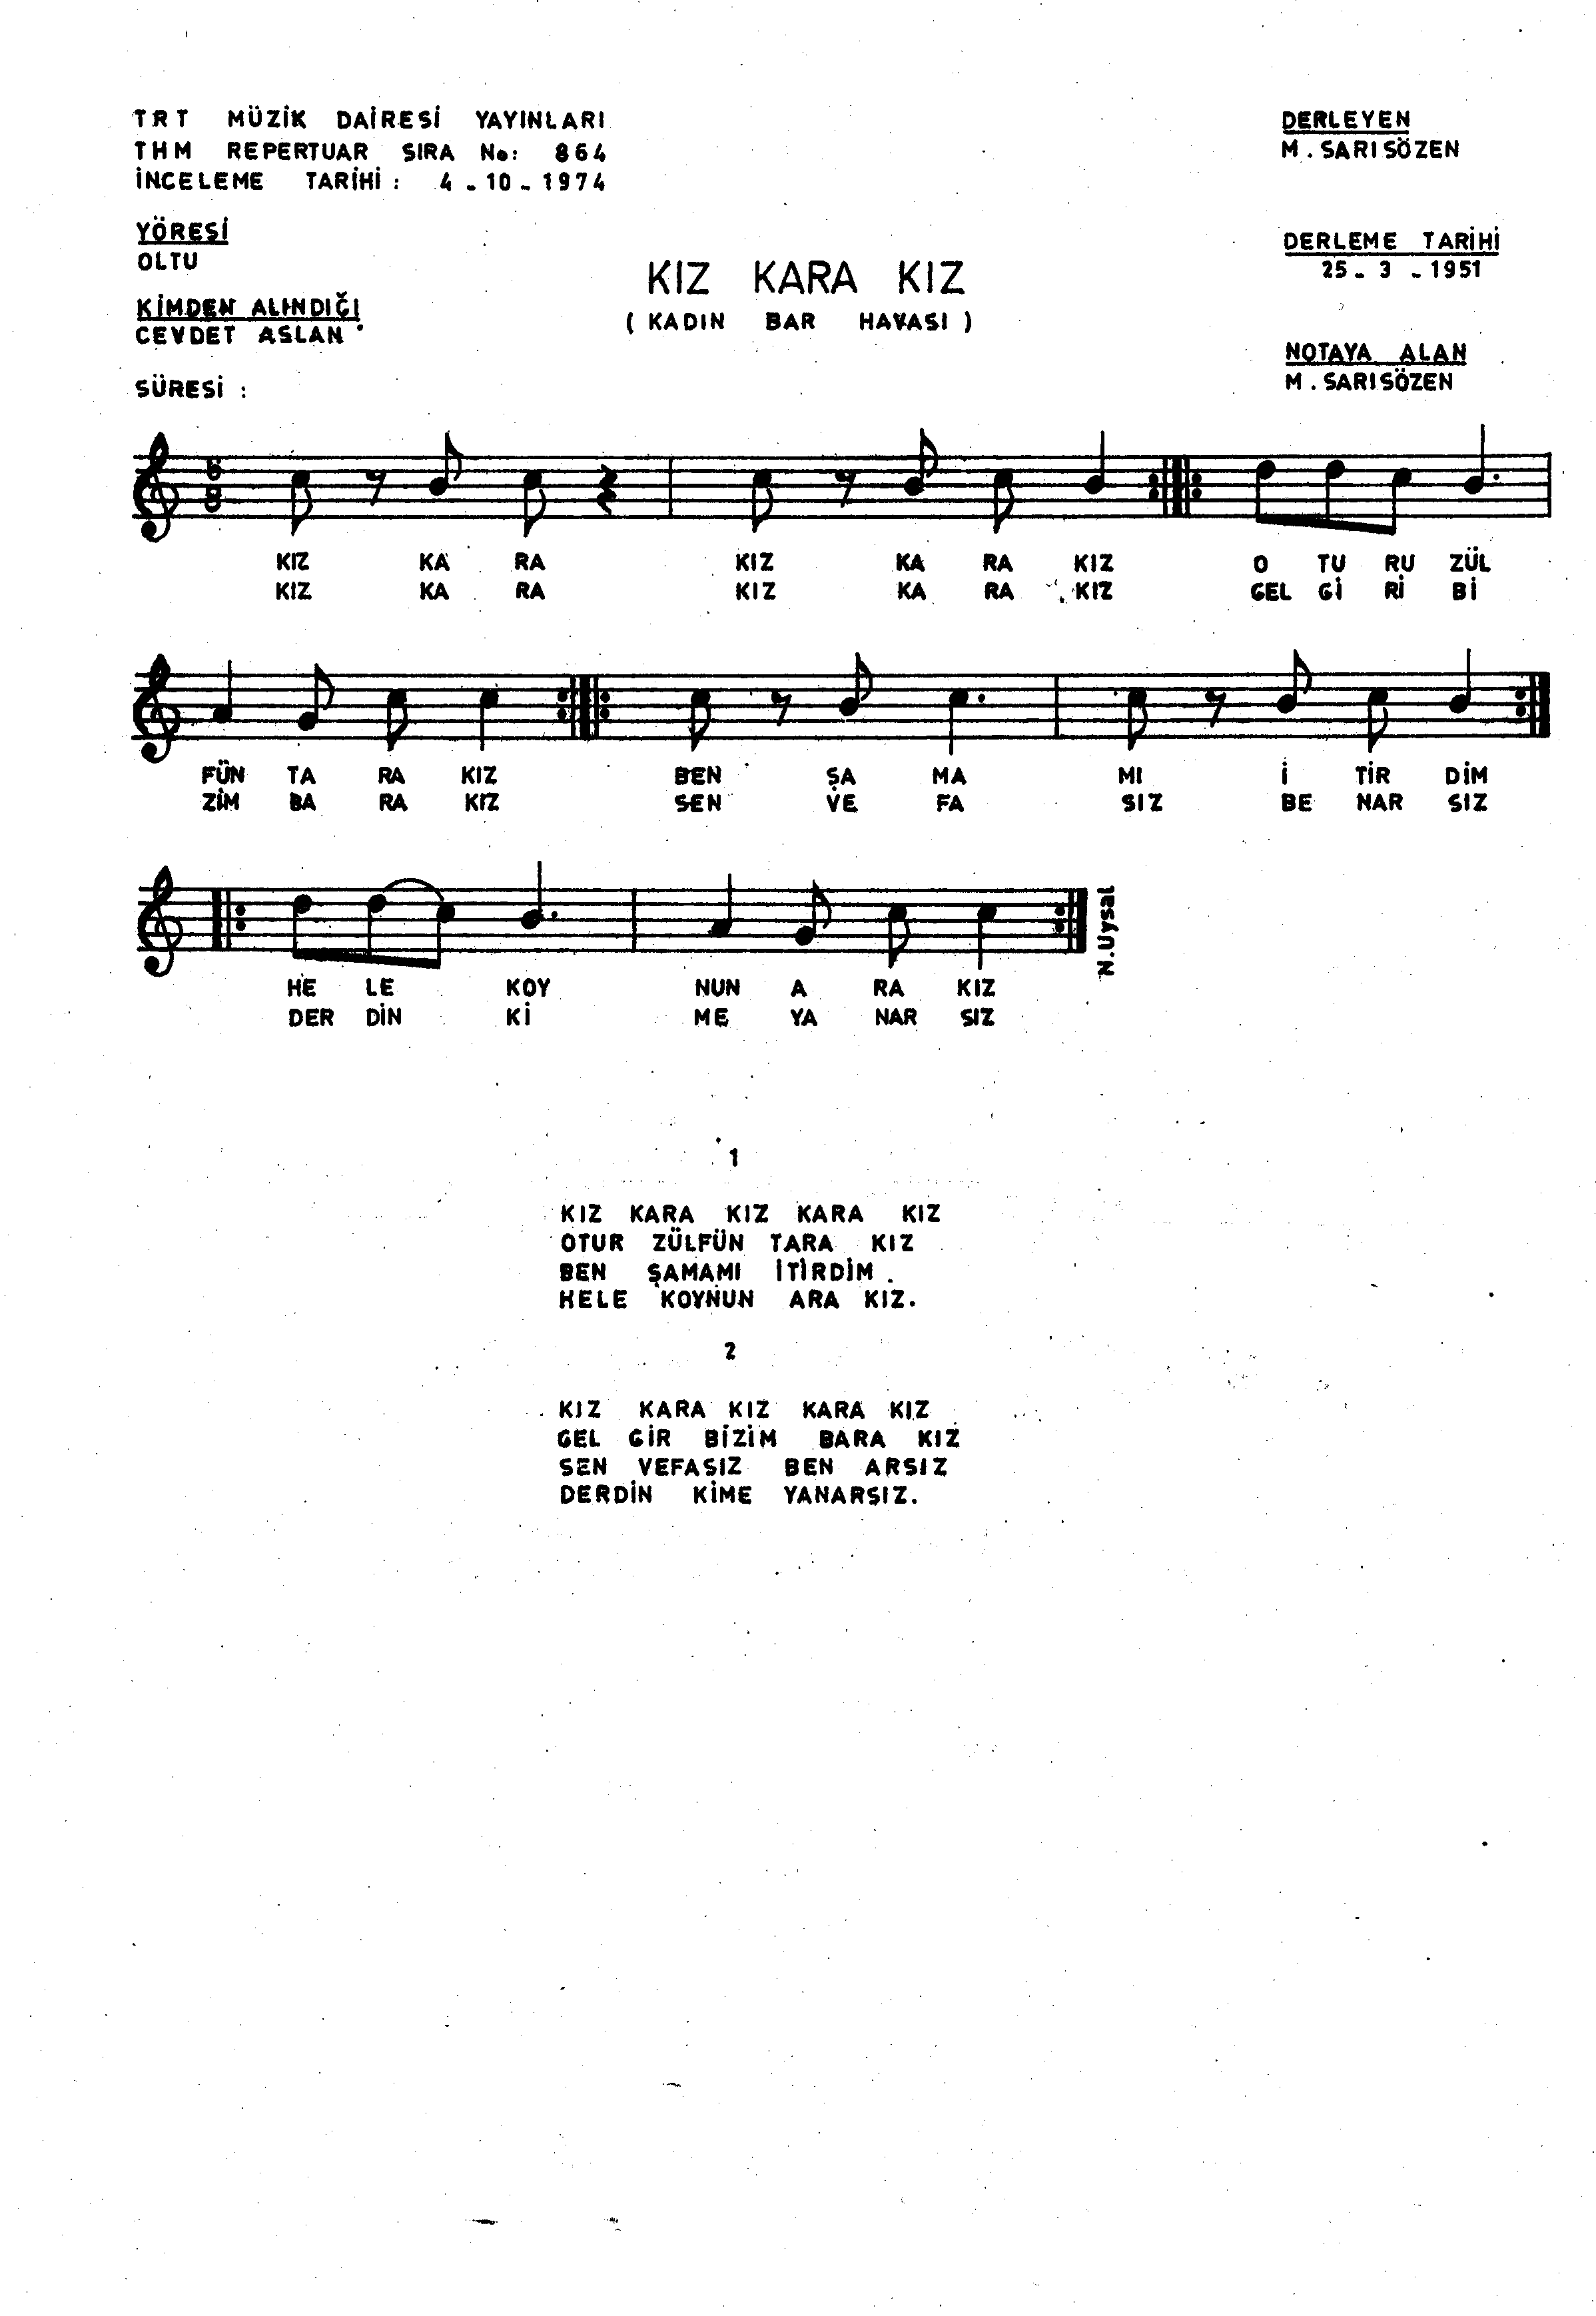 TRT MÜZİK DAİRESİ YAYINLARI
THM REPERTUAR SIRA No: 864
İNCELEME TARİHİ : 4 - 10 - 1974
DERLEYEN
M. SARISÖZEN
YÖRESİ
OLTU
DERLEME TARİHİ
25 - 3 - 1951
KIZ KARA KIZ
(KADIN BAR HAVASI)
KİMDEN ALINDIĞI
CEVDET ASLAN
NOTAYA ALAN
M. SARISÖZEN
SÜRESİ :
6
8
KIZ KA RA KIZ KA RA KIZ O TU RU ZÜL
KIZ KA RA KIZ KA RA KIZ GEL Gİ Rİ Bİ
FÜN TA RA KIZ BEN ŞA MA MI İ TİR DİM
ZİM BA RA KIZ SEN VE FA SIZ BE NAR SIZ
N.Uysal
HE LE KOY NUN A RA KIZ
DER DİN Kİ ME YA NAR SIZ
1
KIZ KARA KIZ KARA KIZ
OTUR ZÜLFÜN TARA KIZ
BEN ŞAMAMI İTİRDİM.
HELE KOYNUN ARA KIZ.
2
KIZ KARA KIZ KARA KIZ
GEL GİR BİZİM BARA KIZ
SEN VEFASIZ BEN ARSIZ
DERDİN KİME YANARSIZ.